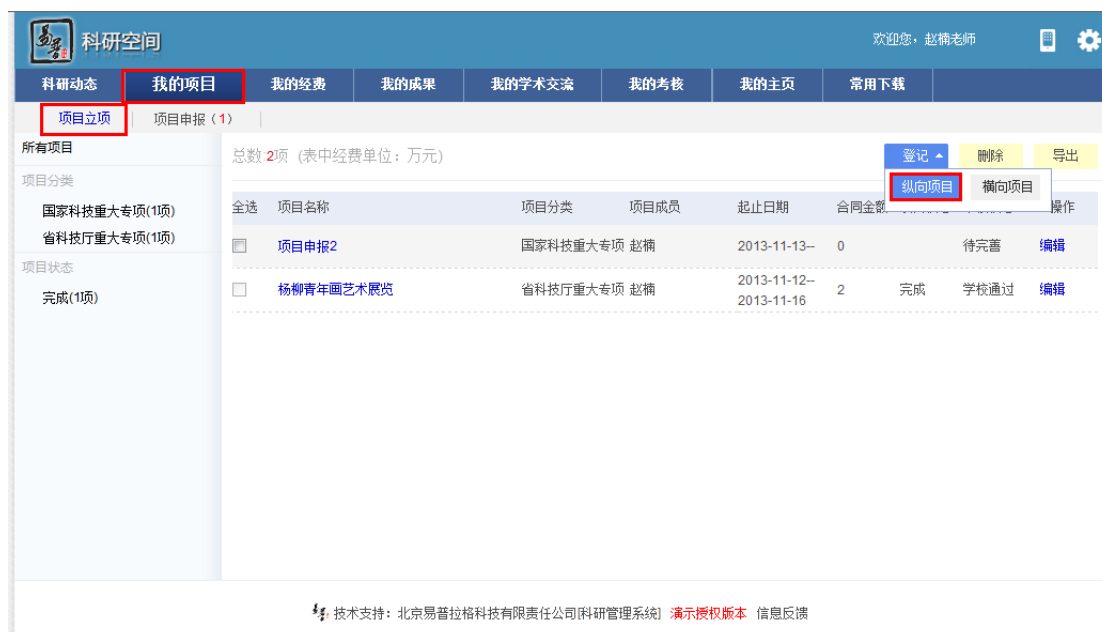 易普 科研空间 欢迎您，赵楠老师
科研动态 我的项目 我的经费 我的成果 我的学术交流 我的考核 我的主页 常用下载
项目立项 项目申报（1）
所有项目
总数:2项 (表中经费单位：万元) 登记 删除 导出
项目分类
纵向项目 横向项目
国家科技重大专项(1项)
全选 项目名称 项目分类 项目成员 起止日期 合同金额 操作
省科技厅重大专项(1项)
项目申报2 国家科技重大专项 赵楠 2013-11-13-- 0 待完善 编辑
项目状态
完成(1项)
杨柳青年画艺术展览 省科技厅重大专项 赵楠 2013-11-12-- 2 完成 学校通过 编辑
2013-11-16
技术支持：北京易普拉格科技有限责任公司[科研管理系统] 演示授权版本 信息反馈